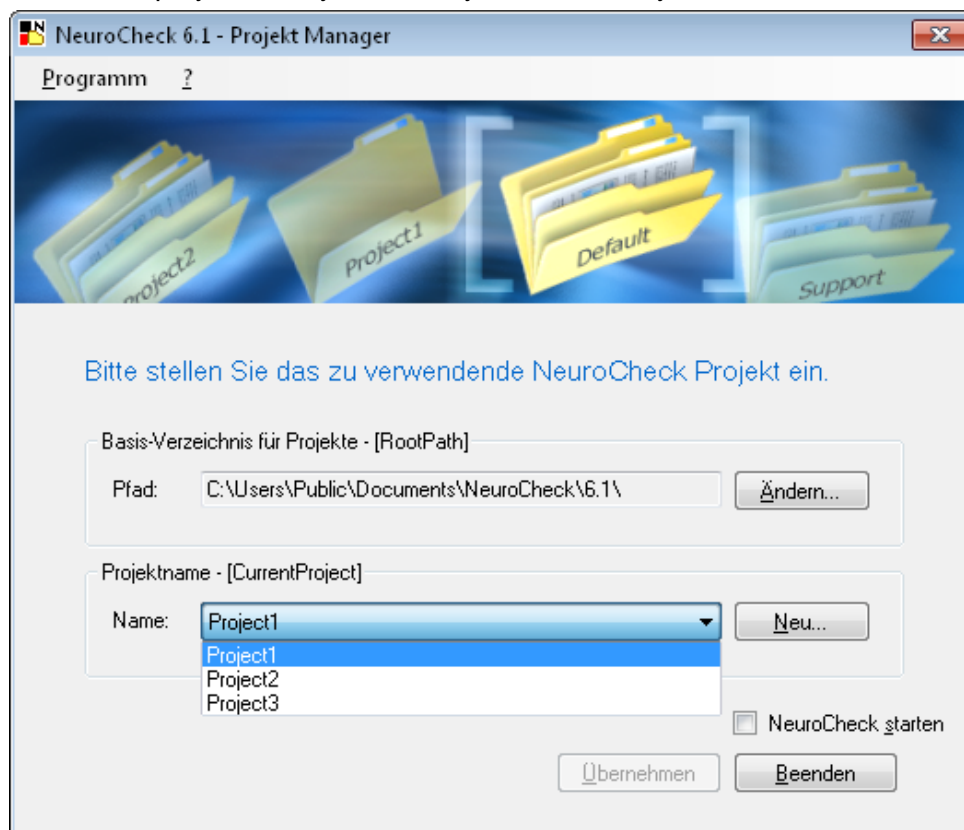 NeuroCheck 6.1 - Projekt Manager
Programm ?
Project2
Project1
Default
Support
Bitte stellen Sie das zu verwendende NeuroCheck Projekt ein.
Basis-Verzeichnis für Projekte - [RootPath]
Pfad: C:\Users\Public\Documents\NeuroCheck\6.1\ Ändern...
Projektname - [CurrentProject]
Name: Project1 Neu...
Project1
Project2
Project3
NeuroCheck starten
Übernehmen Beenden